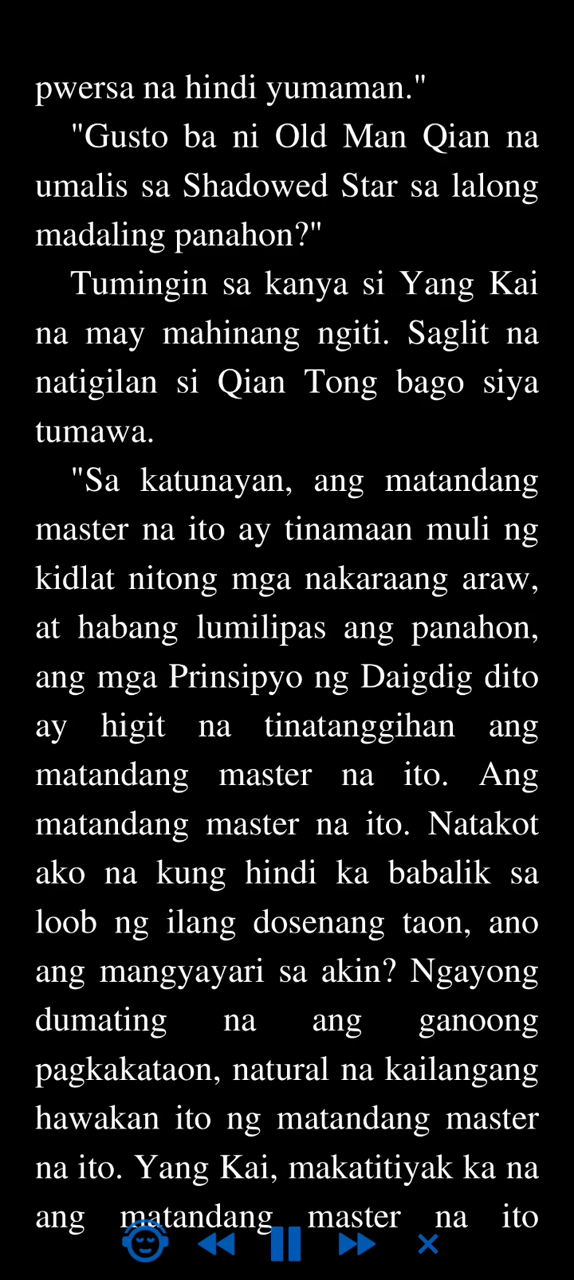 pwersa na hindi yumaman."
"Gusto ba ni Old Man Qian na
umalis sa Shadowed Star sa lalong
madaling panahon?"
Tumingin sa kanya si Yang Kai
na may mahinang ngiti. Saglit na
natigilan si Qian Tong bago siya
tumawa.
"Sa katunayan, ang matandang
master na ito ay tinamaan muli ng
kidlat nitong mga nakaraang araw,
at habang lumilipas ang panahon,
ang mga Prinsipyo ng Daigdig dito
ay higit na tinatanggihan ang
matandang master na ito. Ang
matandang master na ito. Natakot
ako na kung hindi ka babalik sa
loob ng ilang dosenang taon, ano
ang mangyayari sa akin? Ngayong
dumating na ang ganoong
pagkakataon, natural na kailangang
hawakan ito ng matandang master
na ito. Yang Kai, makatitiyak ka na
ang matandang master na ito